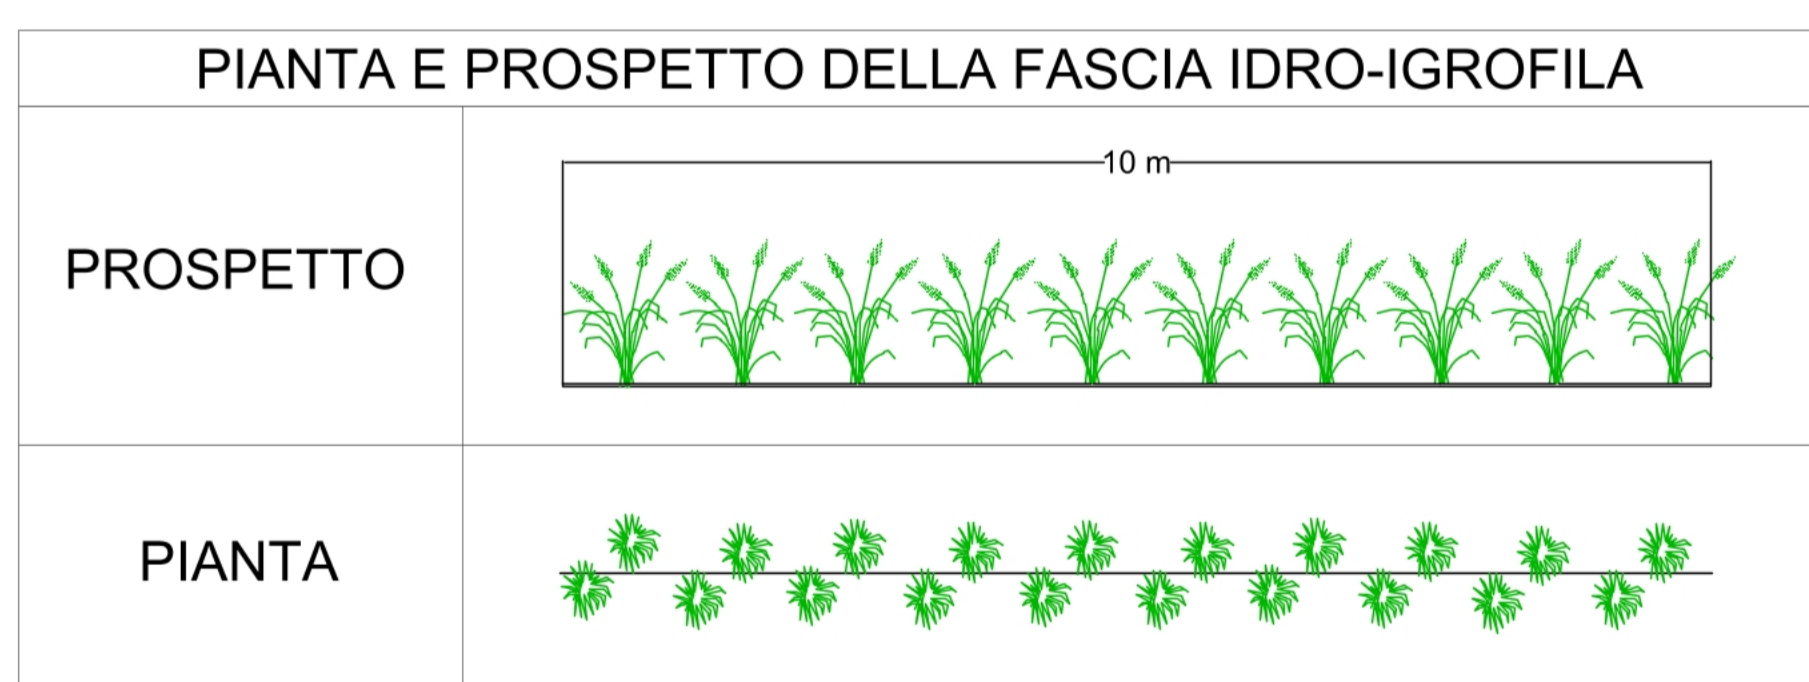 PIANTA E PROSPETTO DELLA FASCIA IDRO-IGROFILA
10 m
PROSPETTO
PIANTA